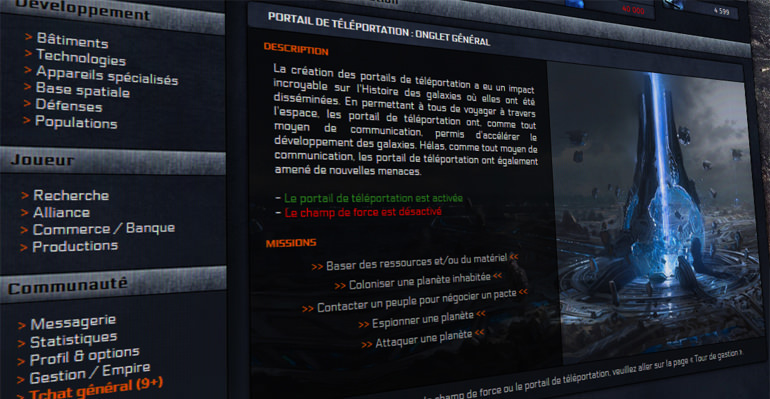 Développement
> Bâtiments
> Technologies
> Appareils spécialisés
> Base spatiale
> Défenses
> Populations
Joueur
> Recherche
> Alliance
> Commerce / Banque
> Productions
Communauté
> Messagerie
> Statistiques
> Profil & options
> Gestion / Empire
> Tchat général (9+)
40 000
4 599
PORTAIL DE TÉLÉPORTATION : ONGLET GÉNÉRAL
DESCRIPTION
La création des portails de téléportation a eu un impact
incroyable sur l'Histoire des galaxies où elles ont été
disséminées. En permettant à tous de voyager à travers
l'espace, les portail de téléportation ont, comme tout
moyen de communication, permis d'accélérer le
développement des galaxies. Hélas, comme tout moyen de
communication, les portail de téléportation ont également
amené de nouvelles menaces.
- Le portail de téléportation est activée
- Le champ de force est désactivé
MISSIONS
>> Baser des ressources et/ou du matériel <<
>> Coloniser une planète inhabitée <<
>> Contacter un peuple pour négocier un pacte <<
>> Espionner une planète <<
>> Attaquer une planète <<
champ de force ou le portail de téléportation, veuillez aller sur la page « Tour de gestion ».